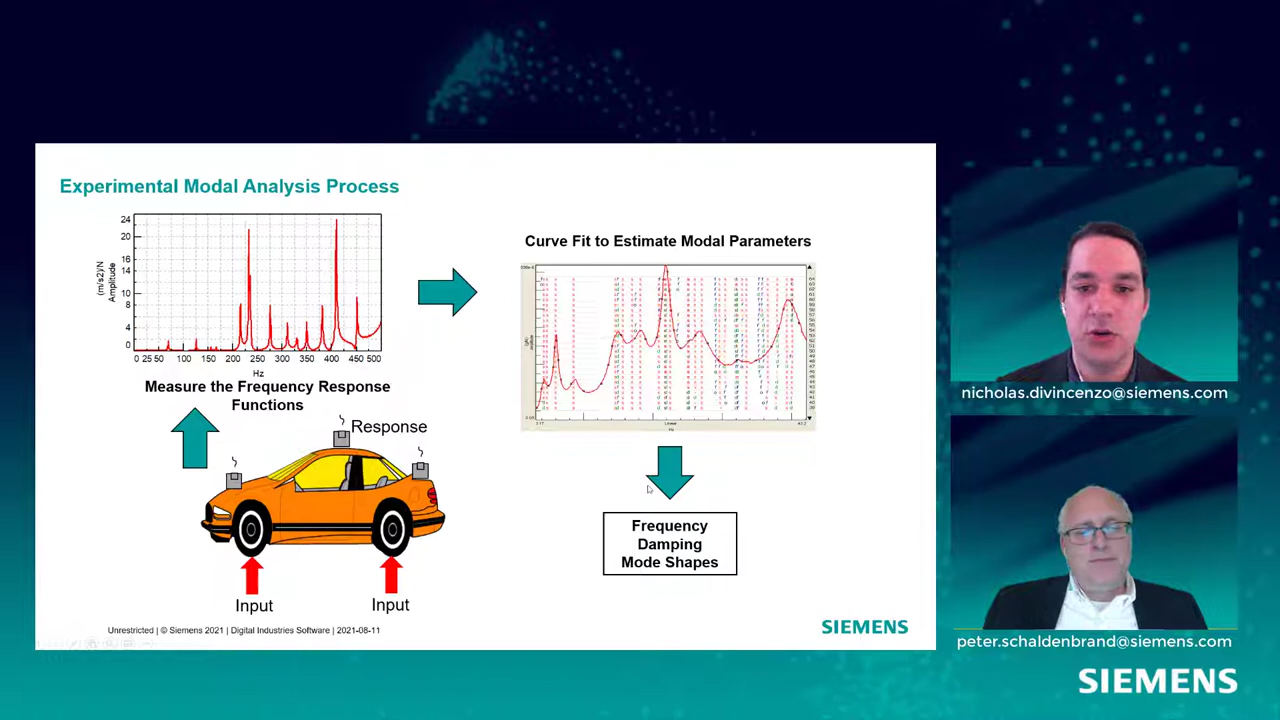 Experimental Modal Analysis Process
24
20
16
14
10
8
4
0
(m/s2)/N
Amplitude
0 25 50 100 150 200 250 300 350 400 450 500
Hz
Measure the Frequency Response
Functions
Response
Input
Input
Curve Fit to Estimate Modal Parameters
Linear
Hz
Frequency
Damping
Mode Shapes
Unrestricted | © Siemens 2021 | Digital Industries Software | 2021-08-11
SIEMENS
nicholas.divincenzo@siemens.com
peter.schaldenbrand@siemens.com
SIEMENS